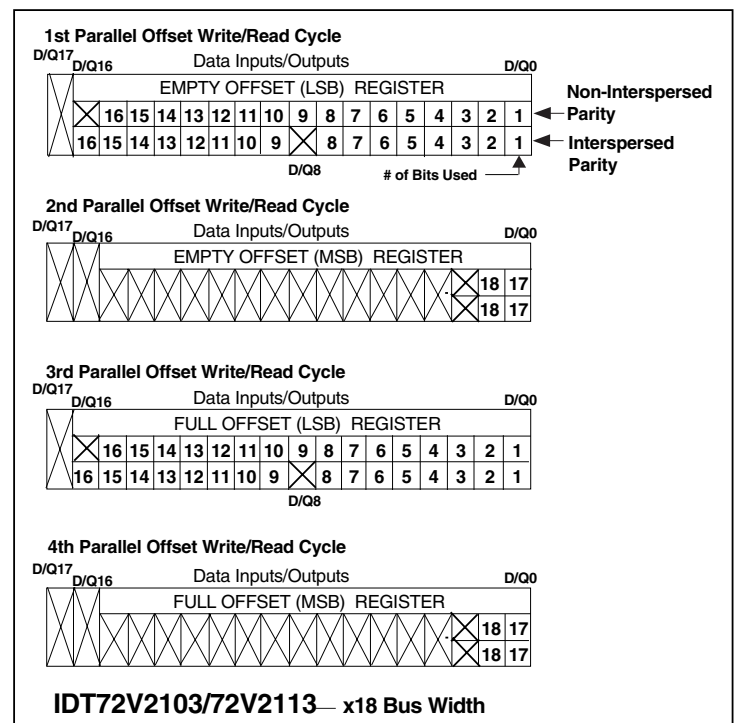 1st Parallel Offset Write/Read Cycle
D/Q17 D/Q16 Data Inputs/Outputs D/Q0
EMPTY OFFSET (LSB) REGISTER
16 15 14 13 12 11 10 9 8 7 6 5 4 3 2 1 Non-Interspersed Parity
16 15 14 13 12 11 10 9 8 7 6 5 4 3 2 1 Interspersed Parity
D/Q8 # of Bits Used
2nd Parallel Offset Write/Read Cycle
D/Q17 D/Q16 Data Inputs/Outputs D/Q0
EMPTY OFFSET (MSB) REGISTER
18 17
18 17
3rd Parallel Offset Write/Read Cycle
D/Q17 D/Q16 Data Inputs/Outputs D/Q0
FULL OFFSET (LSB) REGISTER
16 15 14 13 12 11 10 9 8 7 6 5 4 3 2 1
16 15 14 13 12 11 10 9 8 7 6 5 4 3 2 1
D/Q8
4th Parallel Offset Write/Read Cycle
D/Q17 D/Q16 Data Inputs/Outputs D/Q0
FULL OFFSET (MSB) REGISTER
18 17
18 17
IDT72V2103/72V2113— x18 Bus Width